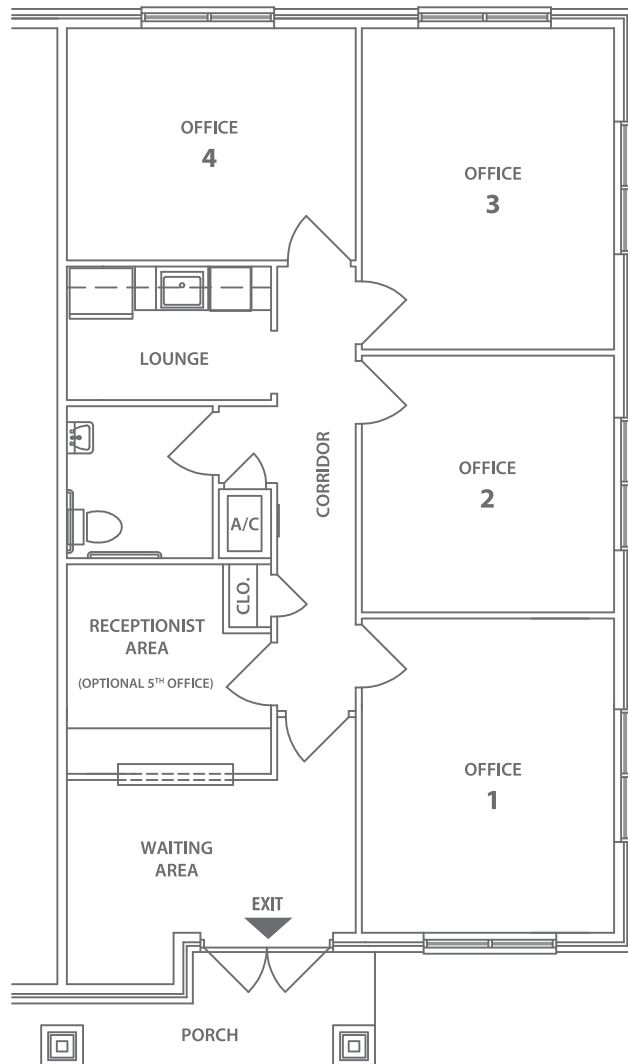 OFFICE
4
OFFICE
3
LOUNGE
CORRIDOR
OFFICE
2
A/C
CLO.
RECEPTIONIST
AREA
(OPTIONAL 5TH OFFICE)
OFFICE
1
WAITING
AREA
EXIT
PORCH